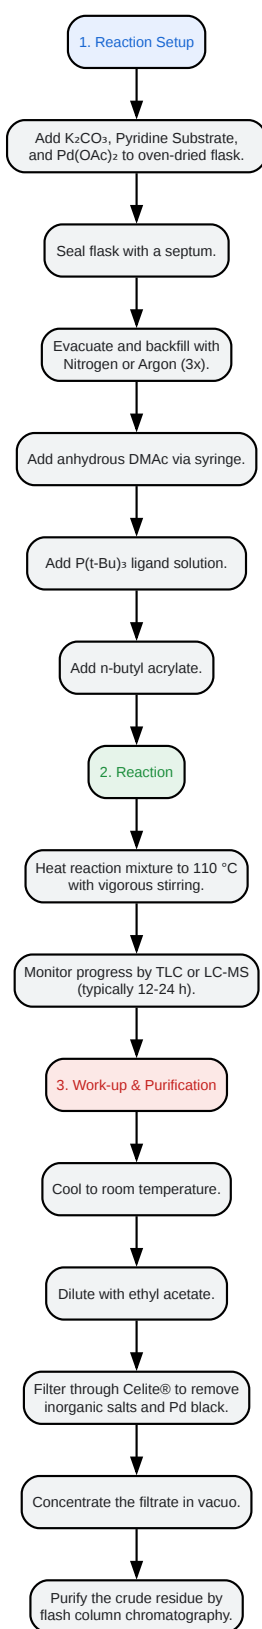 1. Reaction Setup
Add K₂CO₃, Pyridine Substrate,
and Pd(OAc)₂ to oven-dried flask.
Seal flask with a septum.
Evacuate and backfill with
Nitrogen or Argon (3x).
Add anhydrous DMAc via syringe.
Add P(t-Bu)₃ ligand solution.
Add n-butyl acrylate.
2. Reaction
Heat reaction mixture to 110 °C
with vigorous stirring.
Monitor progress by TLC or LC-MS
(typically 12-24 h).
3. Work-up & Purification
Cool to room temperature.
Dilute with ethyl acetate.
Filter through Celite® to remove
inorganic salts and Pd black.
Concentrate the filtrate in vacuo.
Purify the crude residue by
flash column chromatography.